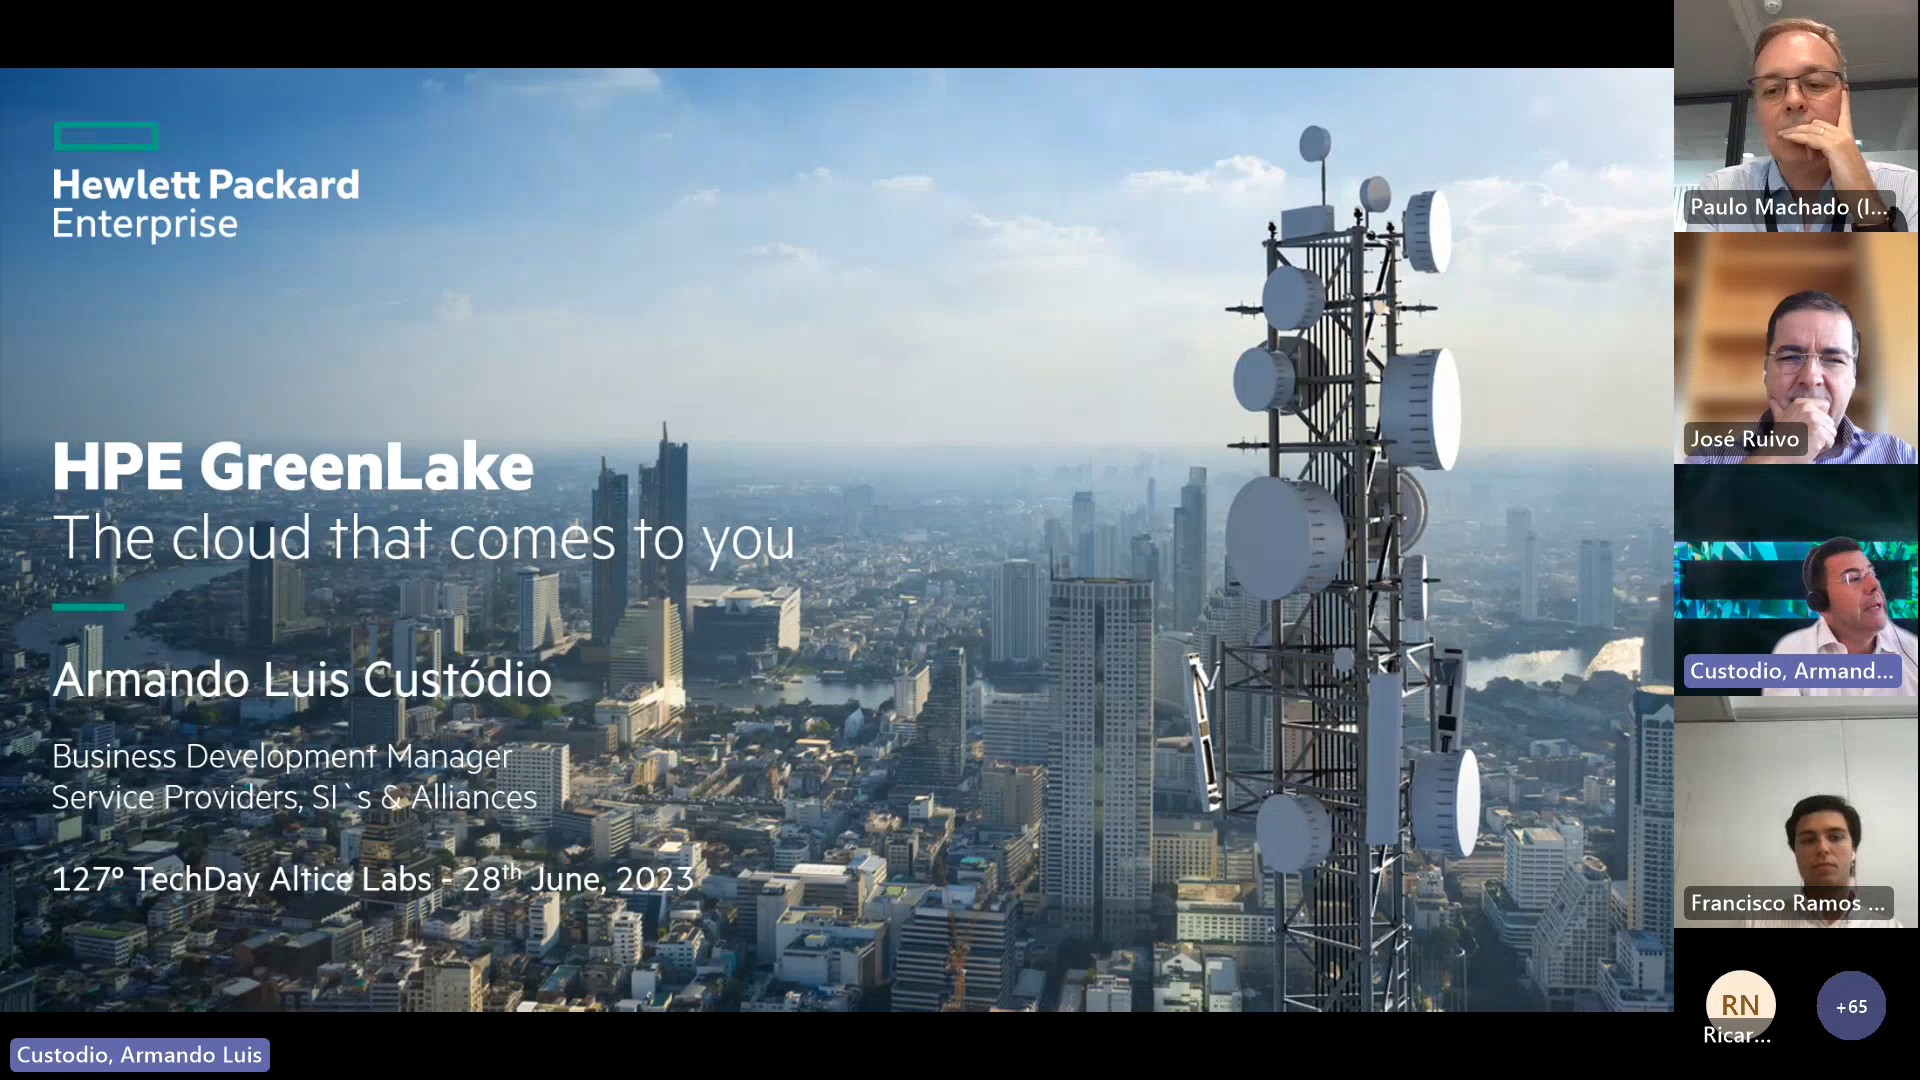 Hewlett Packard
Enterprise
HPE GreenLake
The cloud that comes to you
Armando Luis Custódio
Business Development Manager
Service Providers, SI`s & Alliances
127º TechDay Altice Labs - 28th June, 2023
Custodio, Armando Luis
Paulo Machado (I...
José Ruivo
Custodio, Armand...
Francisco Ramos ...
RN
Ricar...
+65